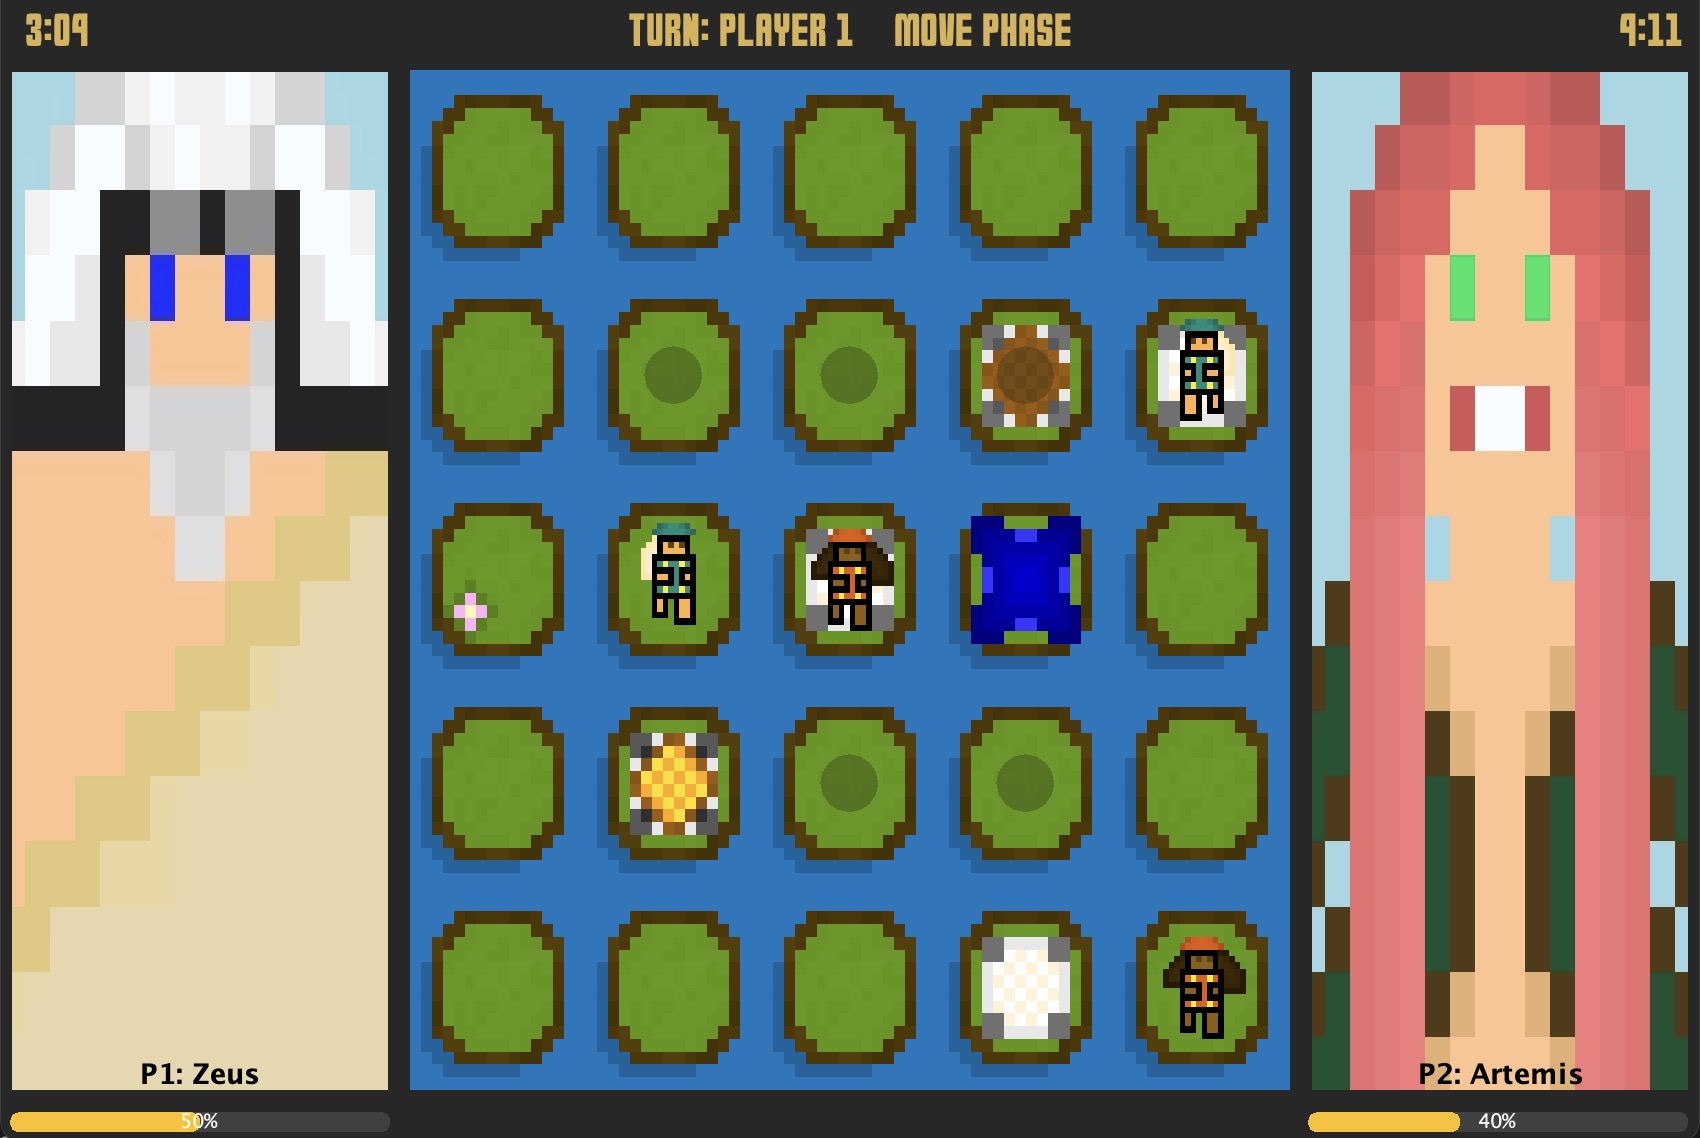 3:09
TURN: PLAYER 1 MOVE PHASE
9:11
P1: Zeus
P2: Artemis
50%
40%